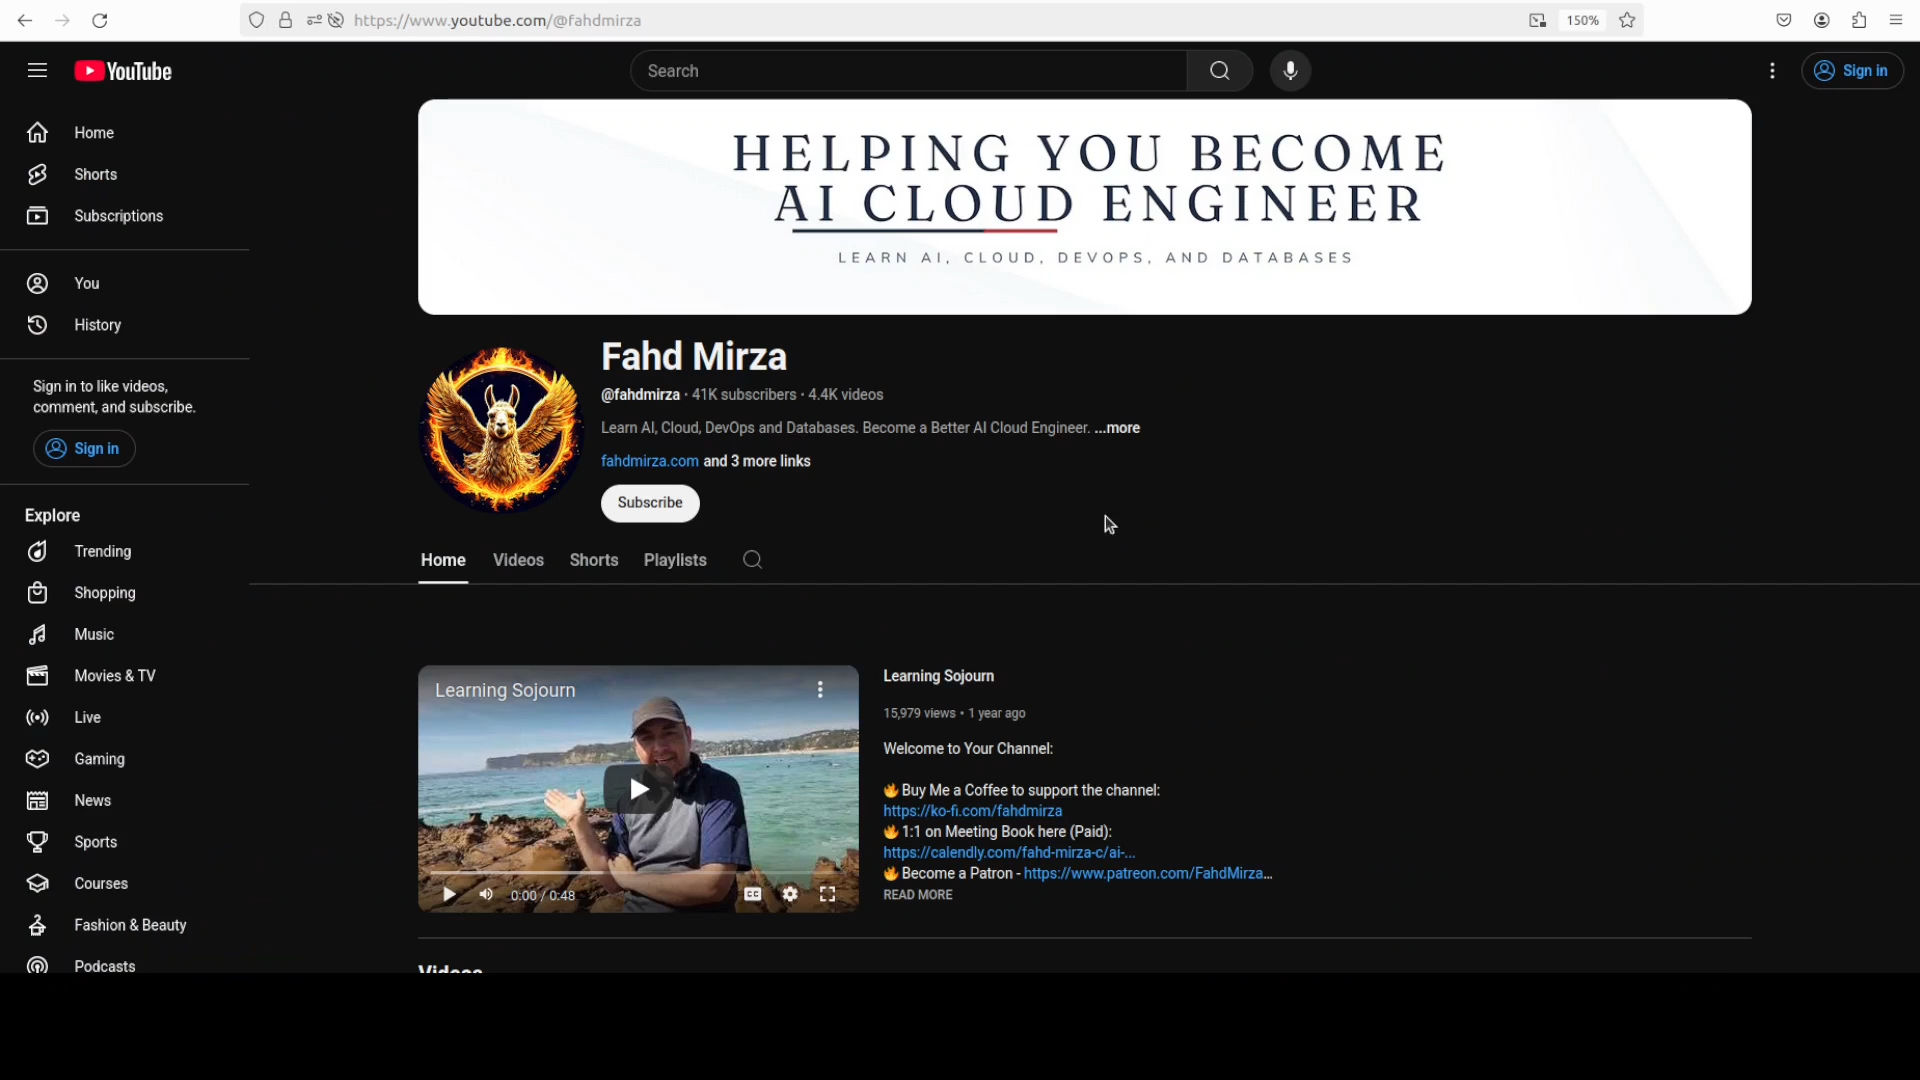 https://www.youtube.com/@fahdmirza
150%
YouTube
Search
Sign in
Home
Shorts
Subscriptions
You
History
Sign in to like videos,
comment, and subscribe.
Sign in
Explore
Trending
Shopping
Music
Movies & TV
Live
Gaming
News
Sports
Courses
Fashion & Beauty
Podcasts
HELPING YOU BECOME
AI CLOUD ENGINEER
LEARN AI, CLOUD, DEVOPS, AND DATABASES
Fahd Mirza
@fahdmirza · 41K subscribers · 4.4K videos
Learn AI, Cloud, DevOps and Databases. Become a Better AI Cloud Engineer. ...more
fahdmirza.com and 3 more links
Subscribe
Home Videos Shorts Playlists
Learning Sojourn
0:00 / 0:48
CC
Learning Sojourn
15,979 views • 1 year ago
Welcome to Your Channel:
🔥Buy Me a Coffee to support the channel:
https://ko-fi.com/fahdmirza
🔥1:1 on Meeting Book here (Paid):
https://calendly.com/fahd-mirza-c/ai-...
🔥Become a Patron - https://www.patreon.com/FahdMirza...
READ MORE
Videos